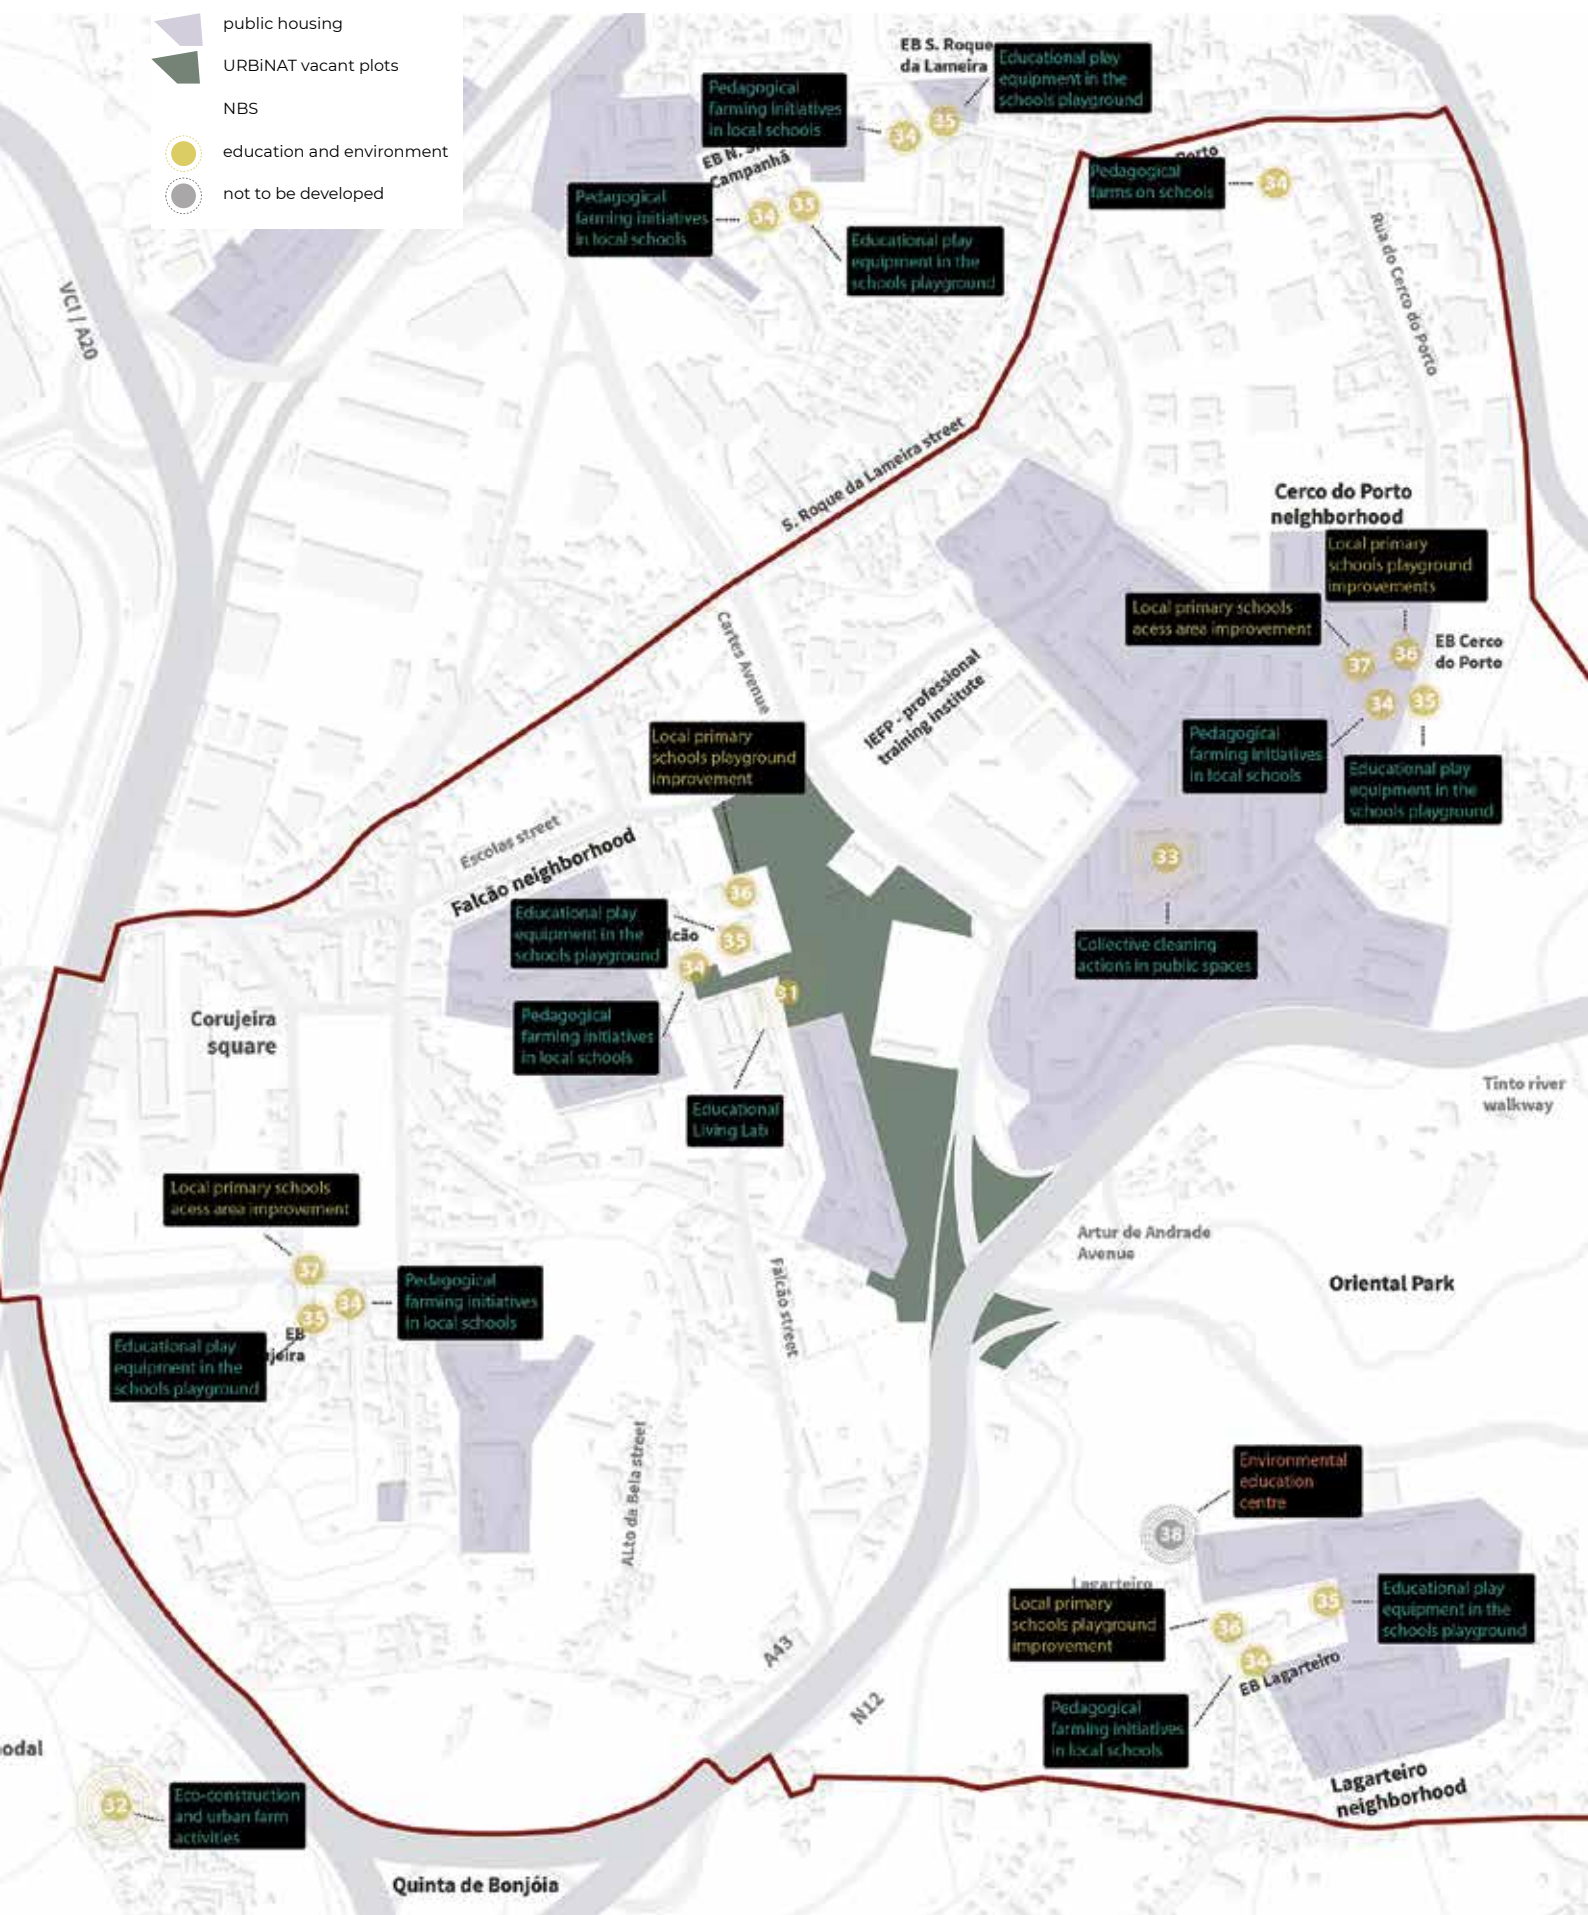 public housing
URBiNAT vacant plots
NBS
education and environment
not to be developed
EB S. Roque
da Lameira
Educational play
equipment in the
schools playground
Pedagogical
farming initiatives
in local schools
34
35
EB N. S.
Campanhã
Pedagogical
farming initiatives
in local schools
34
35
Educational play
equipment in the
schools playground
Porto
Pedagogical
farms on schools
34
Rua do Cerco do Porto
VCI / A20
S. Roque da Lameira street
Cerco do Porto
neighborhood
Local primary
schools playground
improvements
Local primary schools
acess area improvement
37
36
EB Cerco
do Porto
34
35
Pedagogical
farming initiatives
in local schools
Educational play
equipment in the
schools playground
Cartes Avenue
IEFP - professional
training institute
Local primary
schools playground
improvement
33
Collective cleaning
actions in public spaces
Escolas street
Falcão neighborhood
36
Educational play
equipment in the
schools playground
lcão
35
34
31
Pedagogical
farming initiatives
in local schools
Educational
Living Lab
Corujeira
square
Tinto river
walkway
Local primary schools
acess area improvement
37
34
35
Pedagogical
farming initiatives
in local schools
EB
jeira
Educational play
equipment in the
schools playground
Artur de Andrade
Avenue
Oriental Park
Falcão street
ALto da Bela street
Environmental
education
centre
38
Lagarteiro
Local primary
schools playground
improvement
36
35
Educational play
equipment in the
schools playground
34
EB Lagarteiro
Pedagogical
farming initiatives
in local schools
A43
N12
Lagarteiro
neighborhood
odal
32
Eco-construction
and urban farm
activities
Quinta de Bonjóia